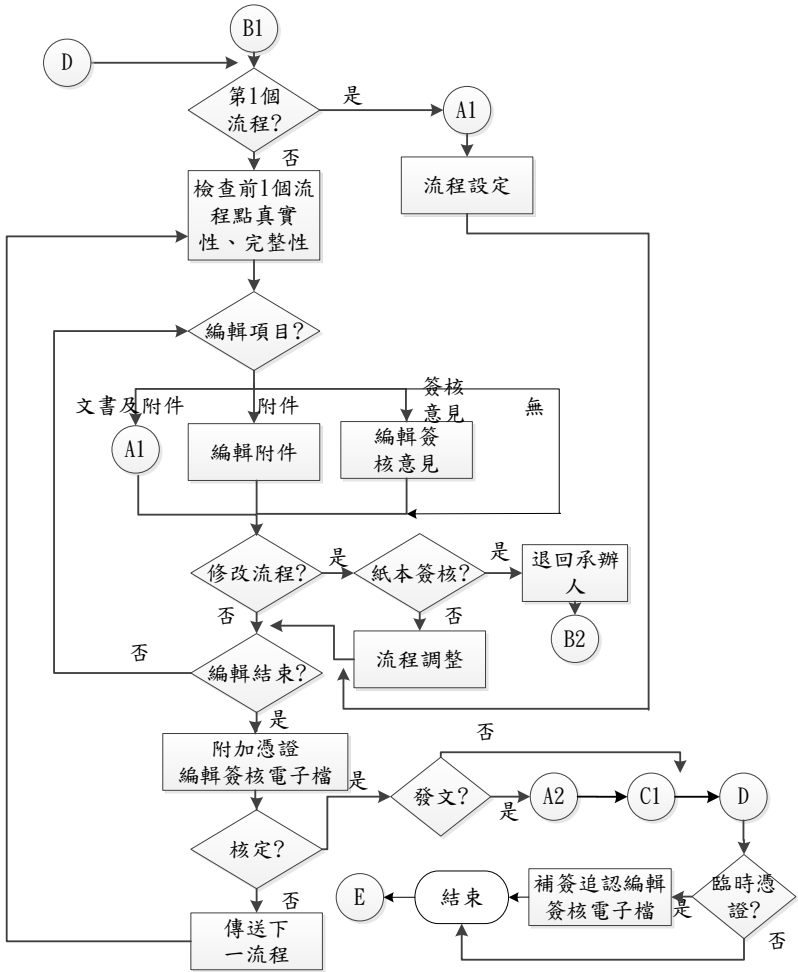 B1
D
第1個
流程?
是
A1
否
流程設定
檢查前1個流
程點真實
性、完整性
編輯項目?
文書及附件
附件
簽核
意見
無
A1
編輯附件
編輯簽
核意見
修改流程?
是
紙本簽核?
是
退回承辦
人
否
否
B2
流程調整
否
編輯結束?
是
否
附加憑證
編輯簽核電子檔
是
發文?
是
A2
C1
D
核定?
否
傳送下
一流程
E
結束
補簽追認編輯
簽核電子檔
是
臨時憑
證?
否